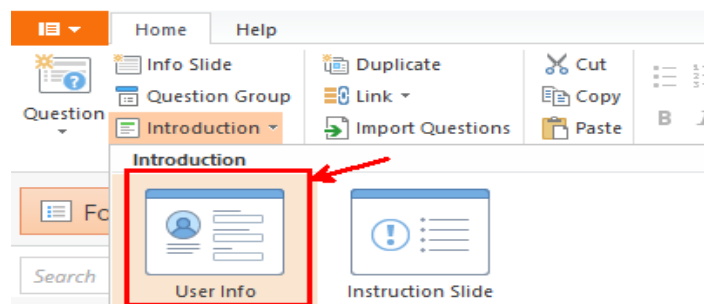 Home Help
Info Slide Duplicate Cut
Question Group Link Copy
Question
Introduction Import Questions Paste B I
Introduction
Fo
Search
User Info Instruction Slide